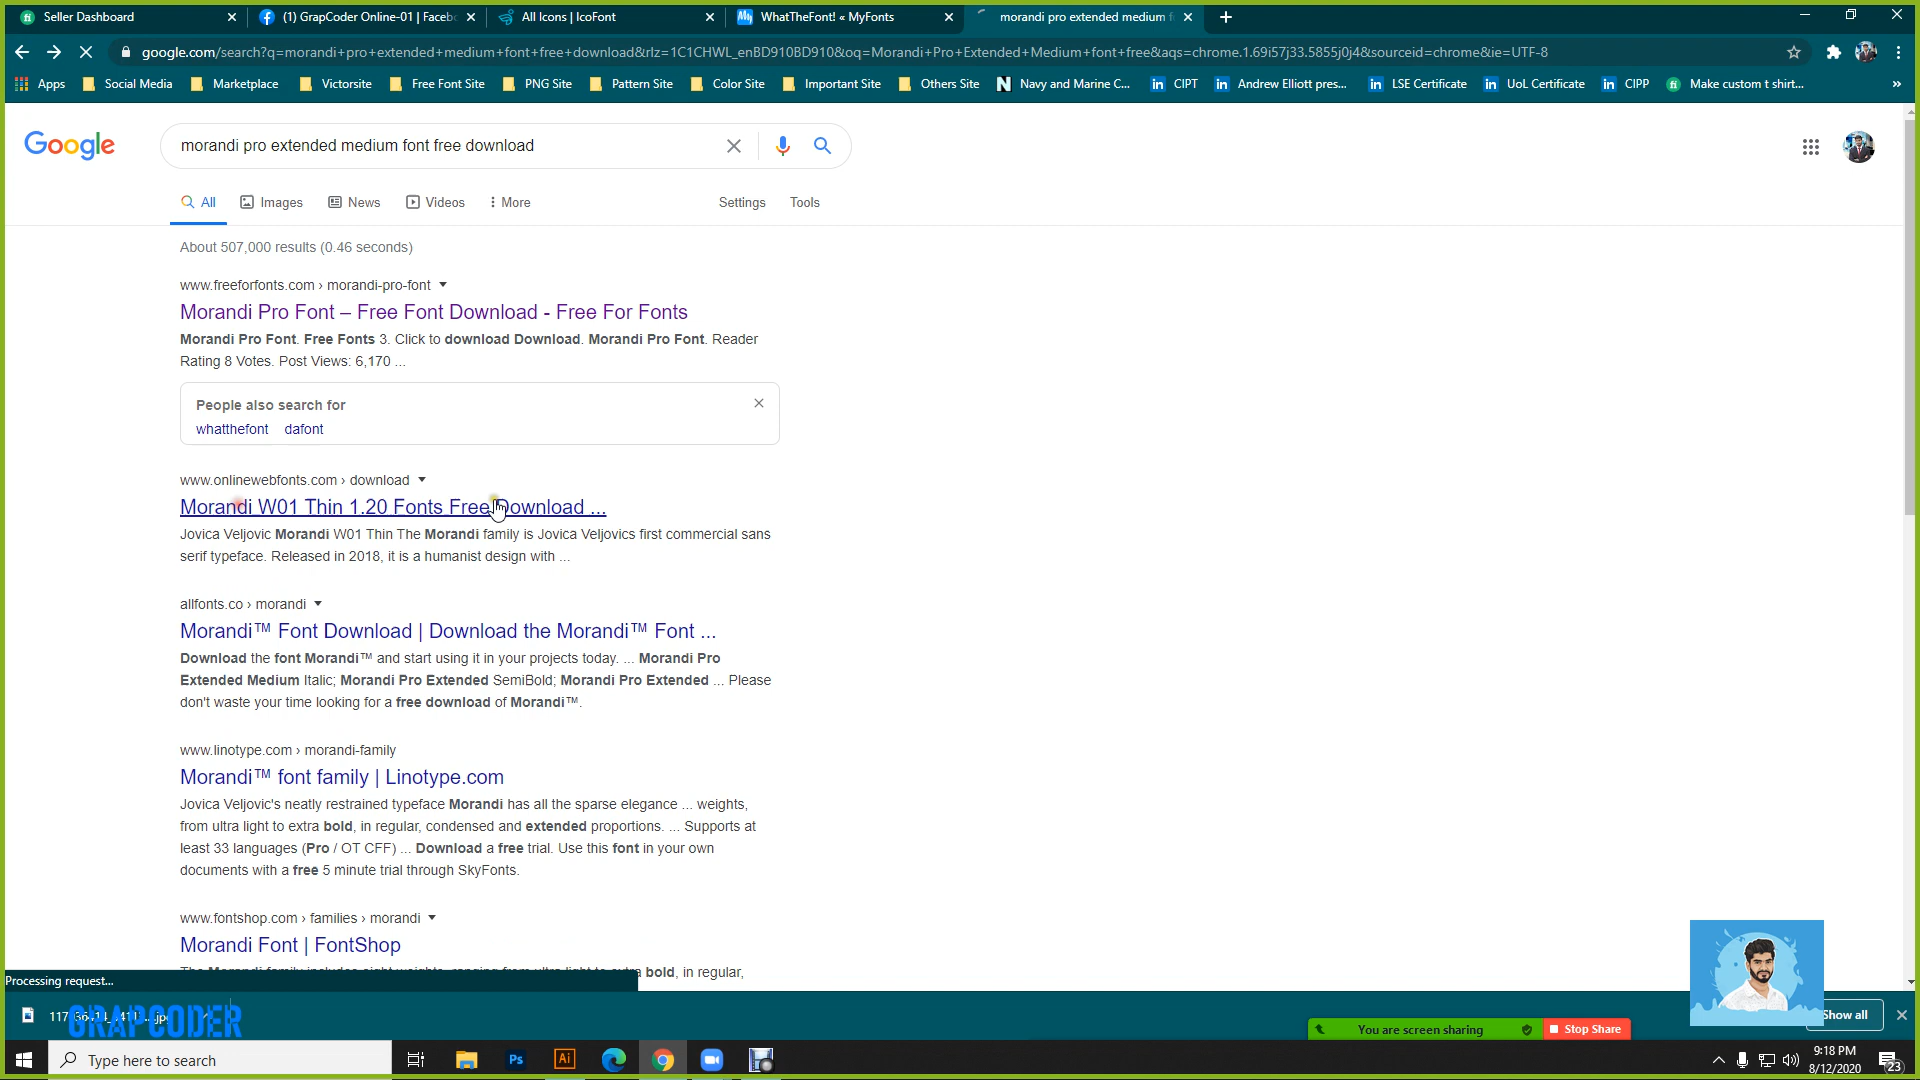 Seller Dashboard
(1) GrapCoder Online-01 | Facebo
All Icons | IcoFont
WhatTheFont! « MyFonts
morandi pro extended medium f
google.com/search?q=morandi+pro+extended+medium+font+free+download&rlz=1C1CHWL_enBD910BD910&oq=Morandi+Pro+Extended+Medium+font+free&aqs=chrome.1.69i57j33.5855j0j4&sourceid=chrome&ie=UTF-8
Apps Social Media Marketplace Victorsite Free Font Site PNG Site Pattern Site Color Site Important Site Others Site Navy and Marine C... CIPT Andrew Elliott pres... LSE Certificate UoL Certificate CIPP Make custom t shirt... »
Google
morandi pro extended medium font free download
All Images News Videos More Settings Tools
About 507,000 results (0.46 seconds)
www.freeforfonts.com › morandi-pro-font
Morandi Pro Font – Free Font Download - Free For Fonts
Morandi Pro Font. Free Fonts 3. Click to download Download. Morandi Pro Font. Reader
Rating 8 Votes. Post Views: 6,170 ...
People also search for
whatthefont dafont
www.onlinewebfonts.com › download
Morandi W01 Thin 1.20 Fonts Free Download ...
Jovica Veljovic Morandi W01 Thin The Morandi family is Jovica Veljovics first commercial sans
serif typeface. Released in 2018, it is a humanist design with ...
allfonts.co › morandi
Morandi™ Font Download | Download the Morandi™ Font ...
Download the font Morandi™ and start using it in your projects today. ... Morandi Pro
Extended Medium Italic; Morandi Pro Extended SemiBold; Morandi Pro Extended ... Please
don't waste your time looking for a free download of Morandi™.
www.linotype.com › morandi-family
Morandi™ font family | Linotype.com
Jovica Veljovic's neatly restrained typeface Morandi has all the sparse elegance ... weights,
from ultra light to extra bold, in regular, condensed and extended proportions. ... Supports at
least 33 languages (Pro / OT CFF) ... Download a free trial. Use this font in your own
documents with a free 5 minute trial through SkyFonts.
www.fontshop.com › families › morandi
Morandi Font | FontShop
bold, in regular,
Processing request...
GRAPCODER
You are screen sharing
Stop Share
Show all
Type here to search
Ps
Ai
9:18 PM
8/12/2020
23